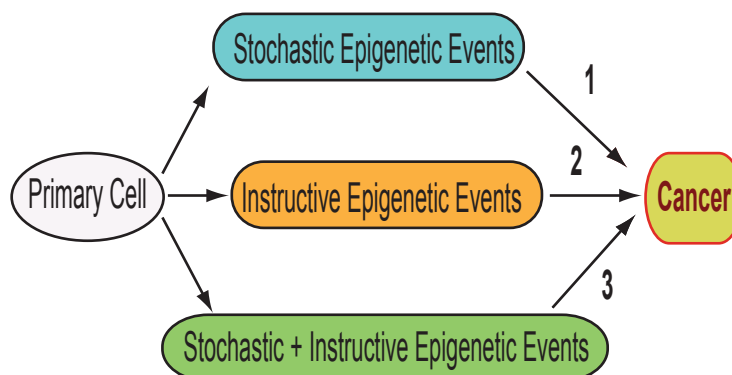 Stochastic Epigenetic Events
1
Primary Cell
Instructive Epigenetic Events
2
Cancer
3
Stochastic + Instructive Epigenetic Events